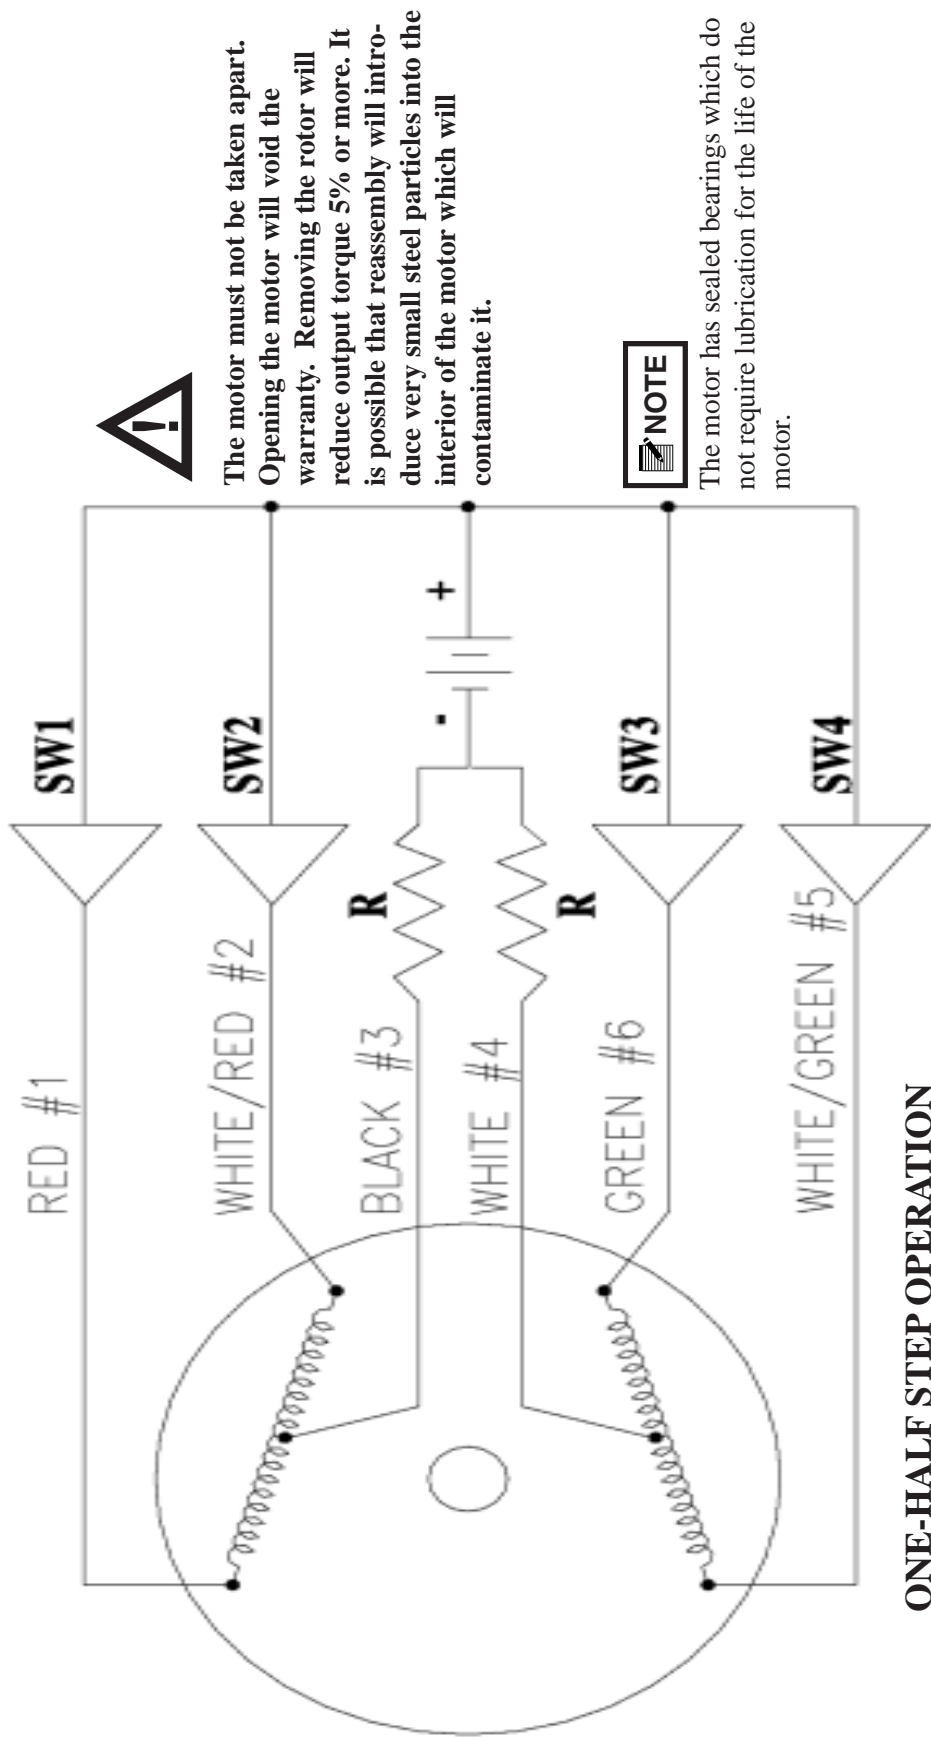 The motor must not be taken apart.
Opening the motor will void the
warranty.  Removing the rotor will
reduce output torque 5% or more. It
is possible that reassembly will intro-
duce very small steel particles into the
interior of the motor which will
contaminate it.
NOTE
The motor has sealed bearings which do
not require lubrication for the life of the
motor.
RED #1
SW1
WHITE/RED #2
SW2
R
BLACK #3
- +
WHITE #4
R
GREEN #6
SW3
WHITE/GREEN #5
SW4
ONE-HALF STEP OPERATION